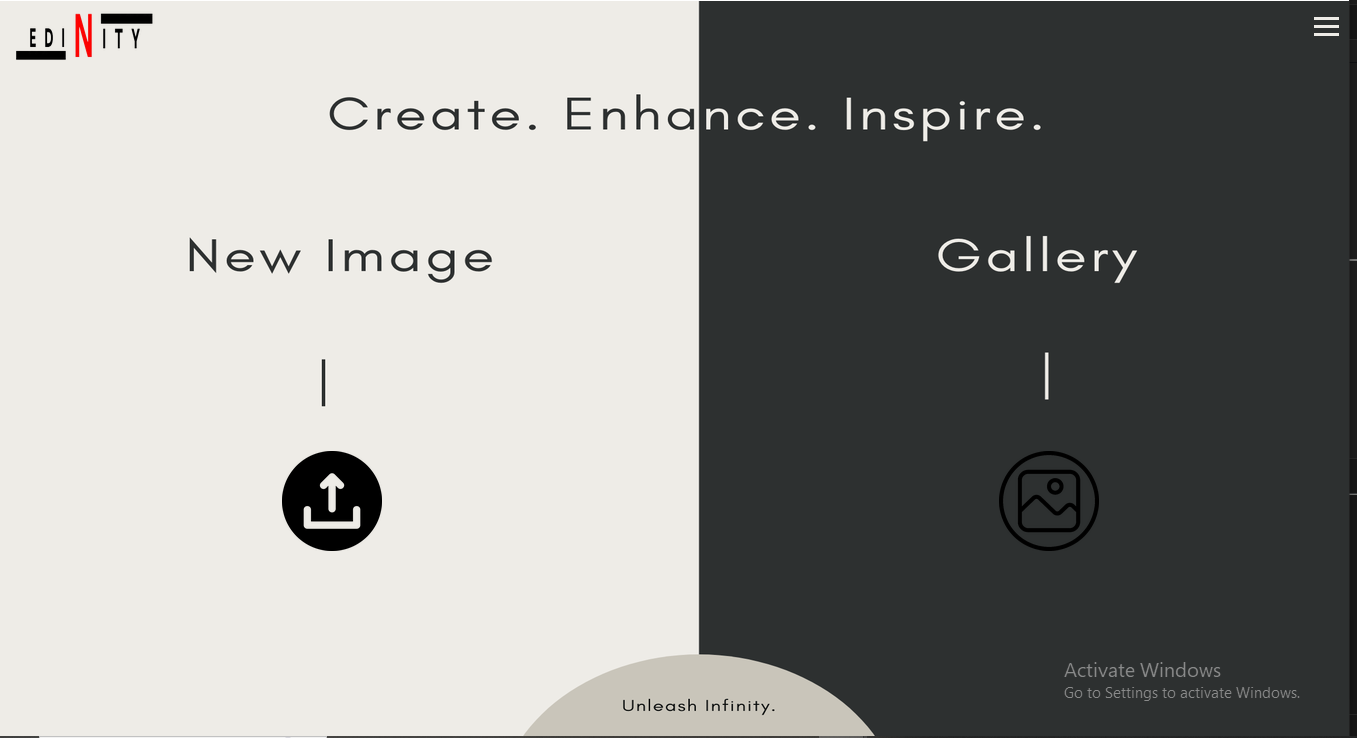 EDINITY
Create. Enhance. Inspire.
New Image
Gallery
Unleash Infinity.
Activate Windows
Go to Settings to activate Windows.